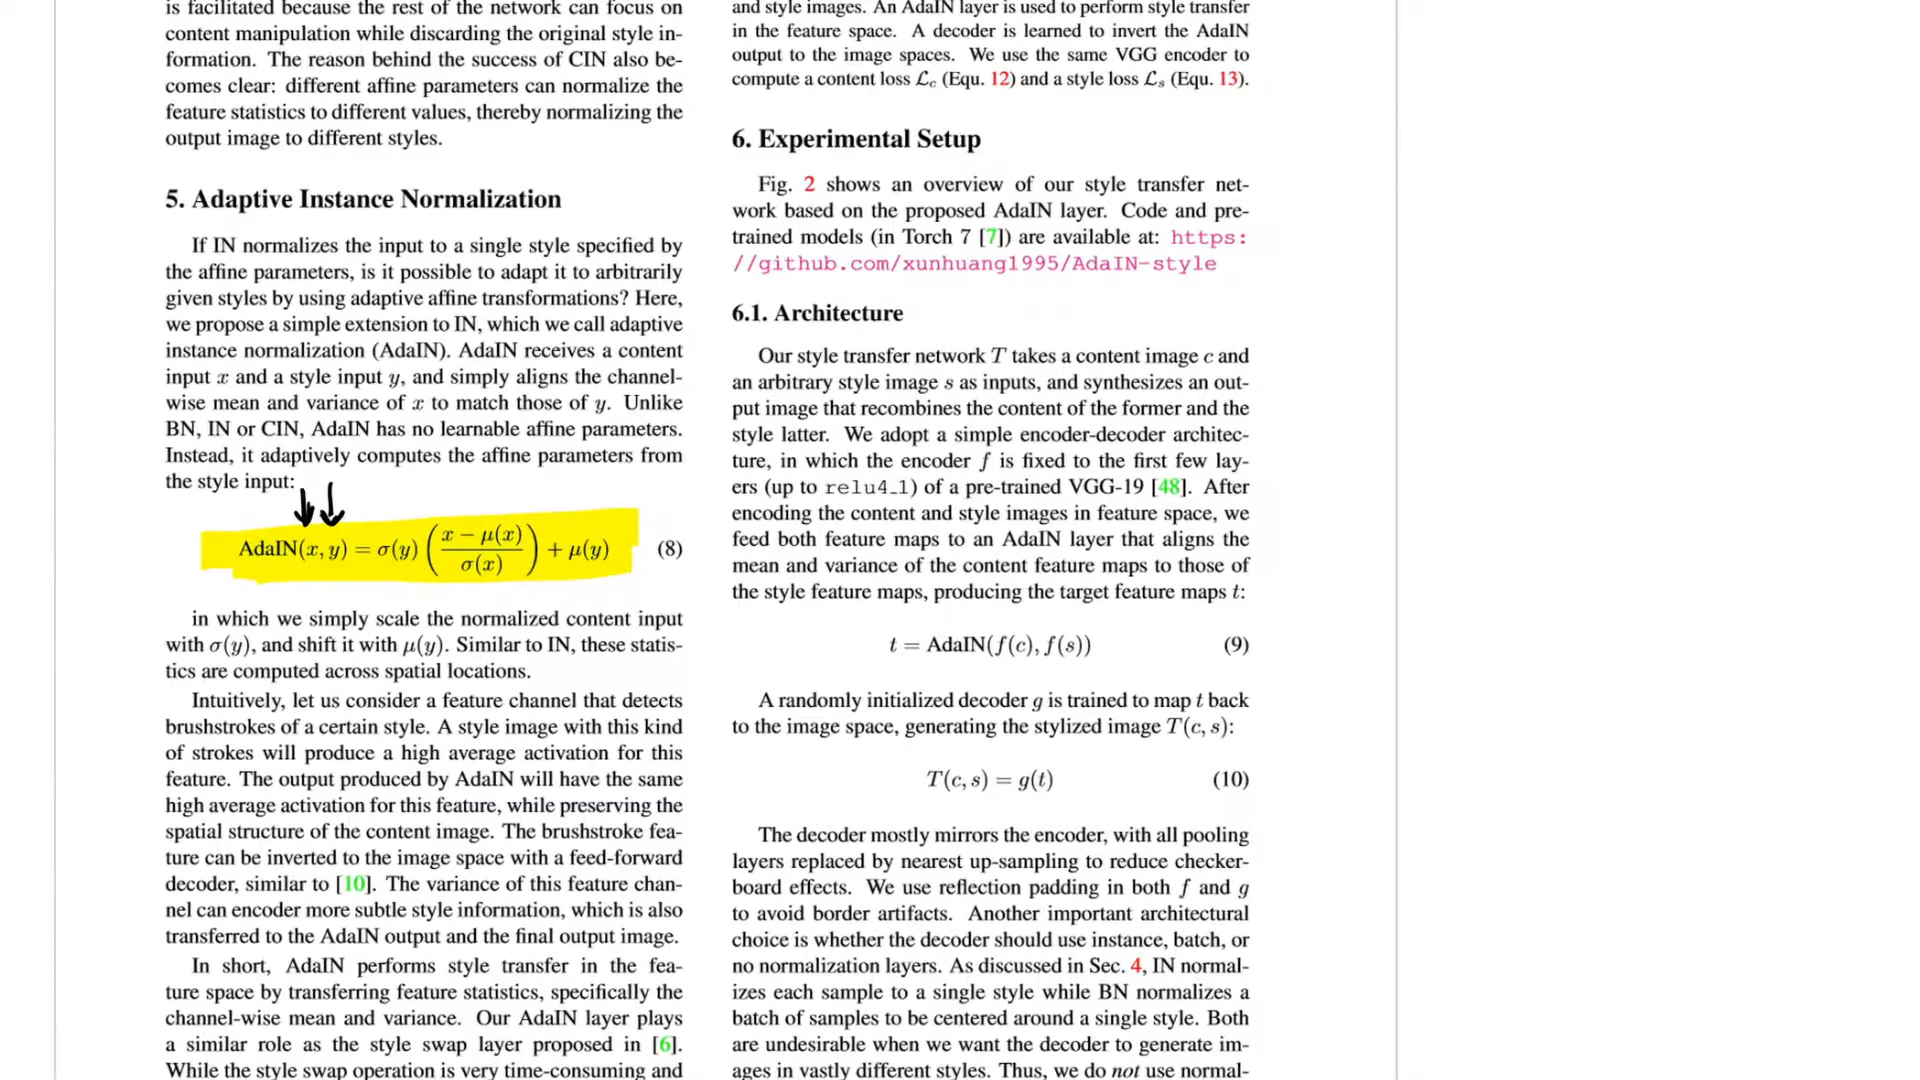 is facilitated because the rest of the network can focus on
content manipulation while discarding the original style in-
formation. The reason behind the success of CIN also be-
comes clear: different affine parameters can normalize the
feature statistics to different values, thereby normalizing the
output image to different styles.
5. Adaptive Instance Normalization
If IN normalizes the input to a single style specified by
the affine parameters, is it possible to adapt it to arbitrarily
given styles by using adaptive affine transformations? Here,
we propose a simple extension to IN, which we call adaptive
instance normalization (AdaIN). AdaIN receives a content
input x and a style input y, and simply aligns the channel-
wise mean and variance of x to match those of y. Unlike
BN, IN or CIN, AdaIN has no learnable affine parameters.
Instead, it adaptively computes the affine parameters from
the style input:
AdaIN(x, y) = σ(y) ( (x − μ(x)) / σ(x) ) + μ(y) (8)
in which we simply scale the normalized content input
with σ(y), and shift it with μ(y). Similar to IN, these statis-
tics are computed across spatial locations.
Intuitively, let us consider a feature channel that detects
brushstrokes of a certain style. A style image with this kind
of strokes will produce a high average activation for this
feature. The output produced by AdaIN will have the same
high average activation for this feature, while preserving the
spatial structure of the content image. The brushstroke fea-
ture can be inverted to the image space with a feed-forward
decoder, similar to [10]. The variance of this feature chan-
nel can encoder more subtle style information, which is also
transferred to the AdaIN output and the final output image.
In short, AdaIN performs style transfer in the fea-
ture space by transferring feature statistics, specifically the
channel-wise mean and variance. Our AdaIN layer plays
a similar role as the style swap layer proposed in [6].
While the style swap operation is very time-consuming and
and style images. An AdaIN layer is used to perform style transfer
in the feature space. A decoder is learned to invert the AdaIN
output to the image spaces. We use the same VGG encoder to
compute a content loss ℒc (Equ. 12) and a style loss ℒs (Equ. 13).
6. Experimental Setup
Fig. 2 shows an overview of our style transfer net-
work based on the proposed AdaIN layer. Code and pre-
trained models (in Torch 7 [7]) are available at: https:
//github.com/xunhuang1995/AdaIN-style
6.1. Architecture
Our style transfer network T takes a content image c and
an arbitrary style image s as inputs, and synthesizes an out-
put image that recombines the content of the former and the
style latter. We adopt a simple encoder-decoder architec-
ture, in which the encoder f is fixed to the first few lay-
ers (up to relu4_1) of a pre-trained VGG-19 [48]. After
encoding the content and style images in feature space, we
feed both feature maps to an AdaIN layer that aligns the
mean and variance of the content feature maps to those of
the style feature maps, producing the target feature maps t:
t = AdaIN(f(c), f(s)) (9)
A randomly initialized decoder g is trained to map t back
to the image space, generating the stylized image T(c, s):
T(c, s) = g(t) (10)
The decoder mostly mirrors the encoder, with all pooling
layers replaced by nearest up-sampling to reduce checker-
board effects. We use reflection padding in both f and g
to avoid border artifacts. Another important architectural
choice is whether the decoder should use instance, batch, or
no normalization layers. As discussed in Sec. 4, IN normal-
izes each sample to a single style while BN normalizes a
batch of samples to be centered around a single style. Both
are undesirable when we want the decoder to generate im-
ages in vastly different styles. Thus, we do not use normal-